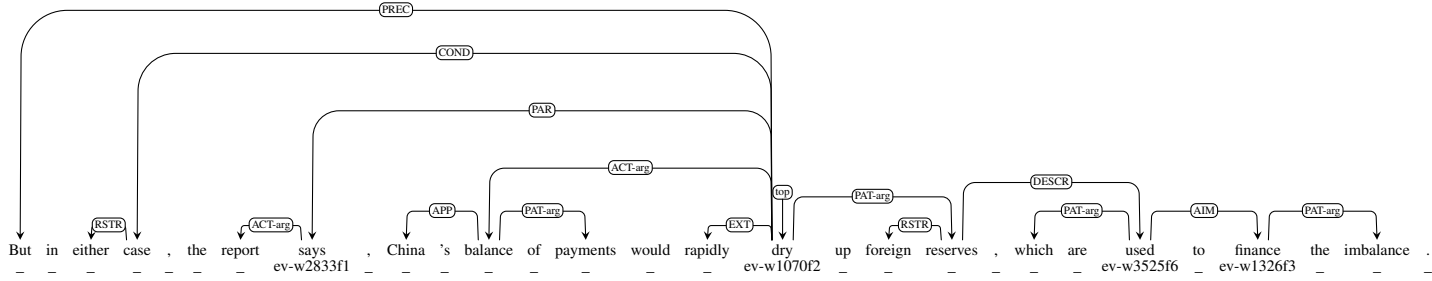 PREC
COND
PAR
ACT-arg
top
PAT-arg
DESCR
RSTR ACT-arg APP PAT-arg EXT RSTR PAT-arg AIM PAT-arg
But in either case , the report says , China 's balance of payments would rapidly dry up foreign reserves , which are used to finance the imbalance .
_ _ _ _ _ _ _ ev-w2833f1 _ _ _ _ _ _ _ _ ev-w1070f2 _ _ _ _ _ _ ev-w3525f6 _ ev-w1326f3 _ _ _